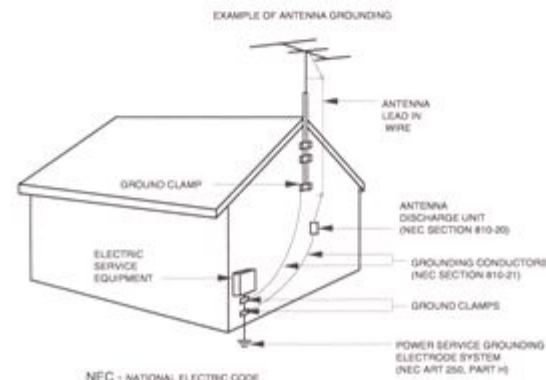 EXAMPLE OF ANTENNA GROUNDING
ANTENNA
LEAD IN
WIRE
GROUND CLAMP
ANTENNA
DISCHARGE UNIT
(NEC SECTION 810-20)
ELECTRIC
SERVICE
EQUIPMENT
GROUNDING CONDUCTORS
(NEC SECTION 810-21)
GROUND CLAMPS
POWER SERVICE GROUNDING
ELECTRODE SYSTEM
(NEC ART 250, PART H)
NEC - NATIONAL ELECTRIC CODE